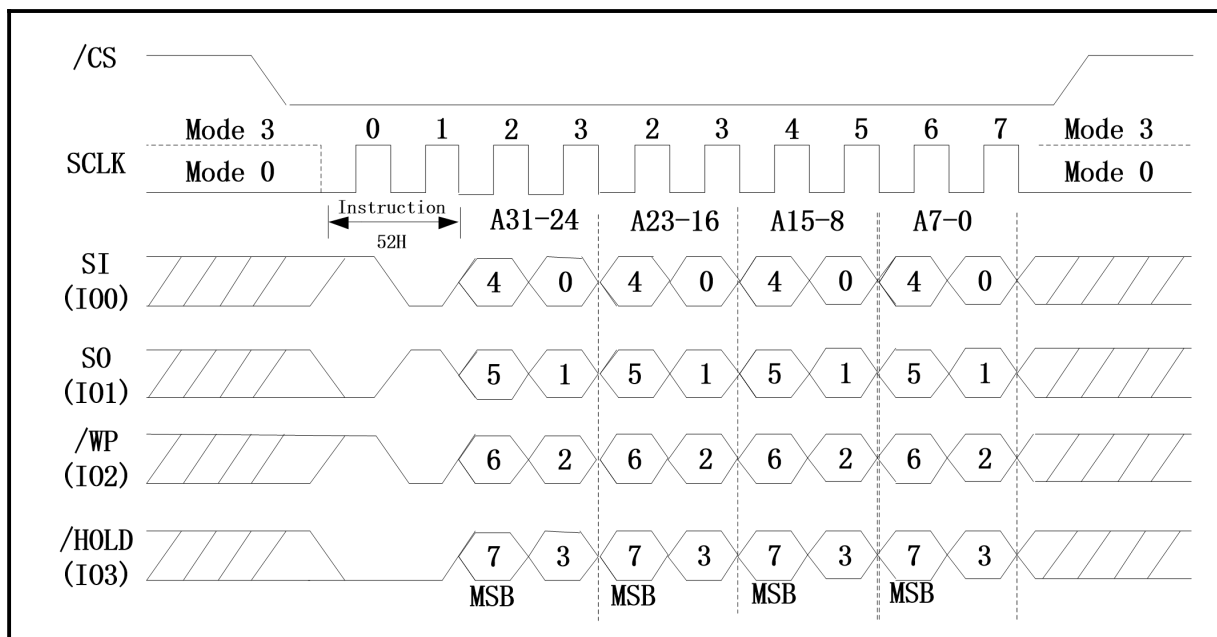 /CS
Mode 3 0 1 2 3 2 3 4 5 6 7 Mode 3
SCLK
Mode 0 Mode 0
Instruction
A31-24 A23-16 A15-8 A7-0
52H
SI
(IO0)
4 0 4 0 4 0 4 0
SO
(IO1)
5 1 5 1 5 1 5 1
/WP
(IO2)
6 2 6 2 6 2 6 2
/HOLD
(IO3)
7 3 7 3 7 3 7 3
MSB MSB MSB MSB